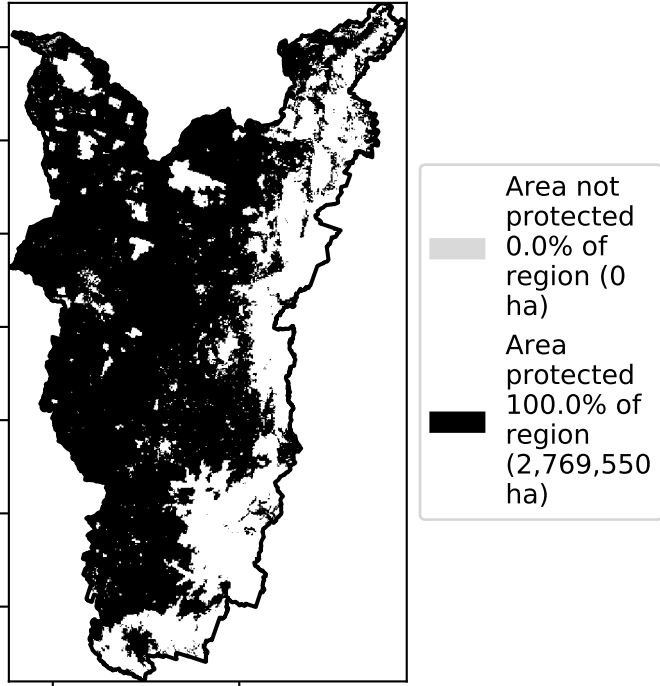 Area not
protected
0.0% of
region (0
ha)
Area
protected
100.0% of
region
(2,769,550
ha)